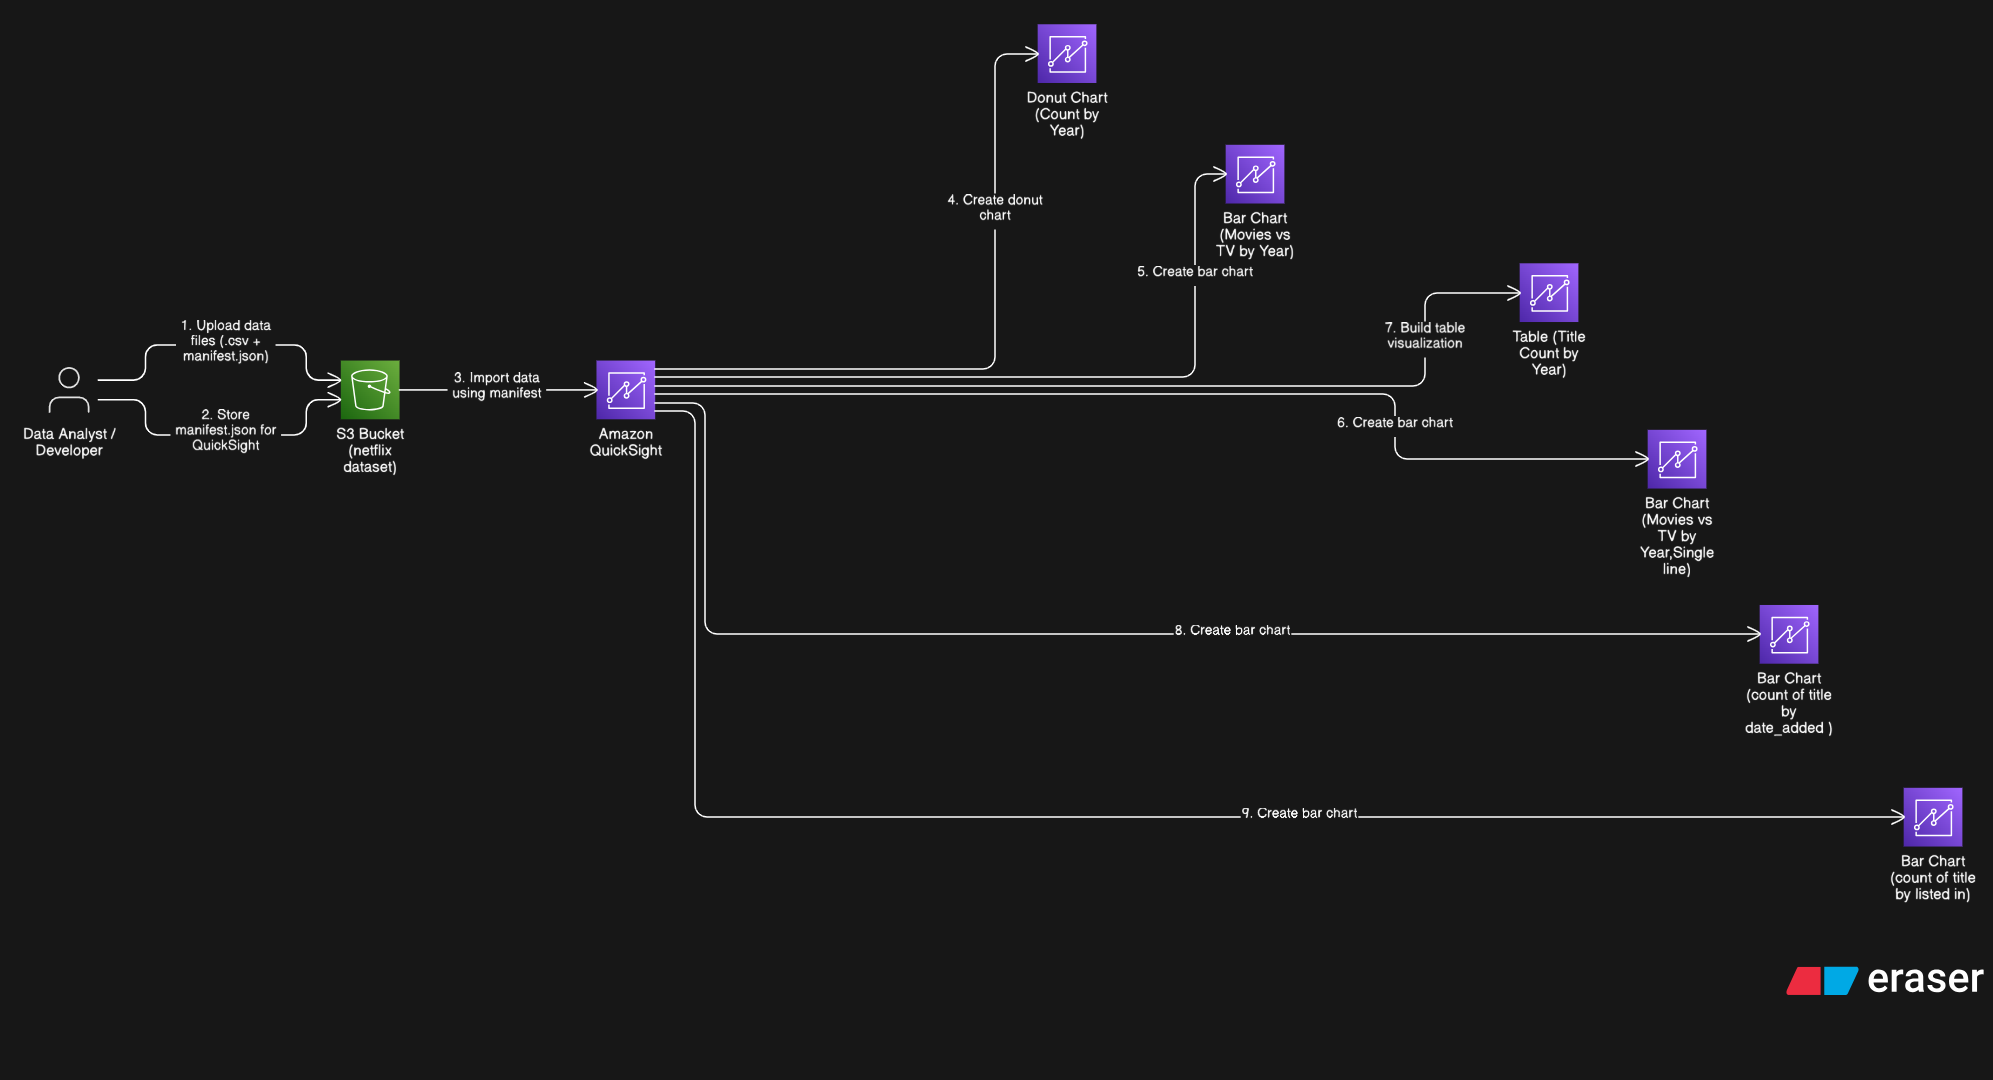 Donut Chart
(Count by
Year)
4. Create donut
chart
Bar Chart
(Movies vs
TV by Year)
5. Create bar chart
7. Build table
visualization
Table (Title
Count by
Year)
1. Upload data
files (.csv +
manifest.json)
2. Store
manifest.json for
QuickSight
Data Analyst /
Developer
S3 Bucket
(netflix
dataset)
3. Import data
using manifest
Amazon
QuickSight
6. Create bar chart
Bar Chart
(Movies vs
TV by
Year,Single
line)
8. Create bar chart
Bar Chart
(count of title
by
date_added )
9. Create bar chart
Bar Chart
(count of title
by listed in)
eraser